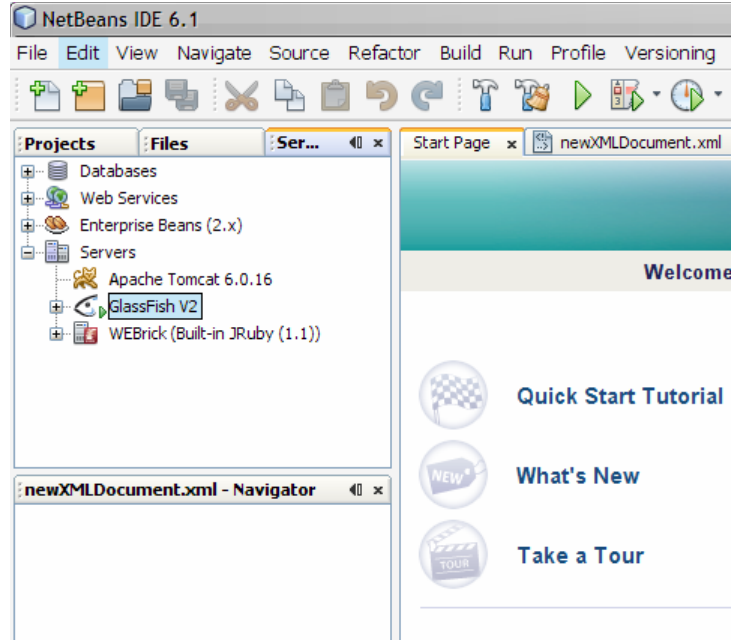 NetBeans IDE 6.1
File Edit View Navigate Source Refactor Build Run Profile Versioning
Projects Files Ser...
Databases
Web Services
Enterprise Beans (2.x)
Servers
Apache Tomcat 6.0.16
GlassFish V2
WEBrick (Built-in JRuby (1.1))
newXMLDocument.xml - Navigator
Start Page newXMLDocument.xml
Welcome
Quick Start Tutorial
NEW
What's New
TOUR
Take a Tour